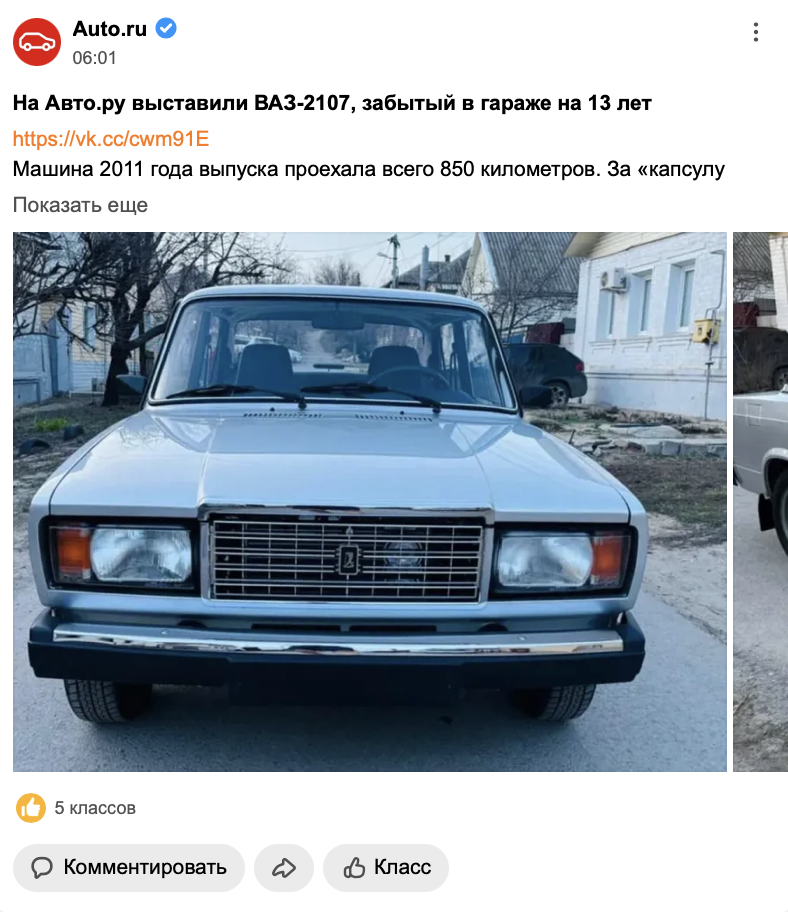 Auto.ru
06:01
На Авто.ру выставили ВАЗ-2107, забытый в гараже на 13 лет
https://vk.cc/cwm91E
Машина 2011 года выпуска проехала всего 850 километров. За «капсулу
Показать еще
5 классов
Комментировать
Класс